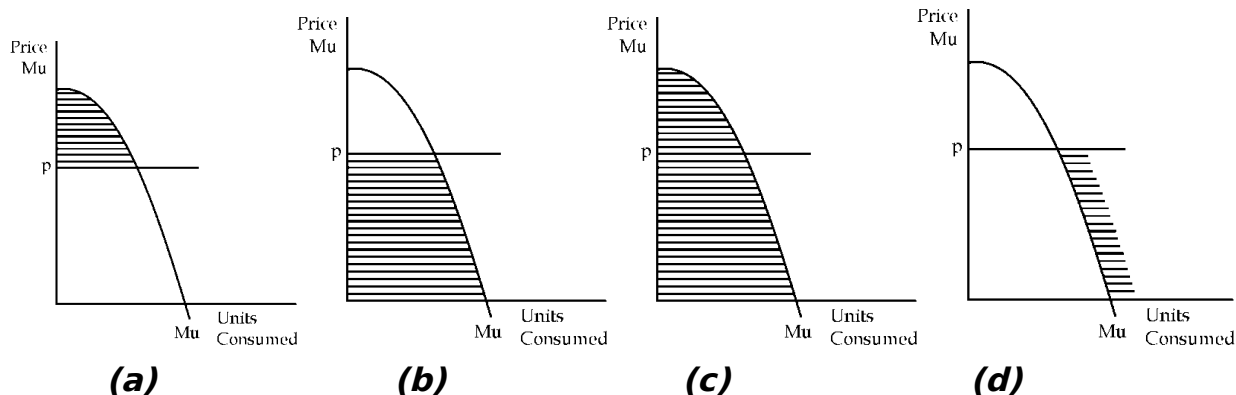 Price
Mu
p
Mu
Units
Consumed
(a)
Price
Mu
p
Mu
Units
Consumed
(b)
Price
Mu
p
Mu
Units
Consumed
(c)
Price
Mu
p
Mu
Units
Consumed
(d)